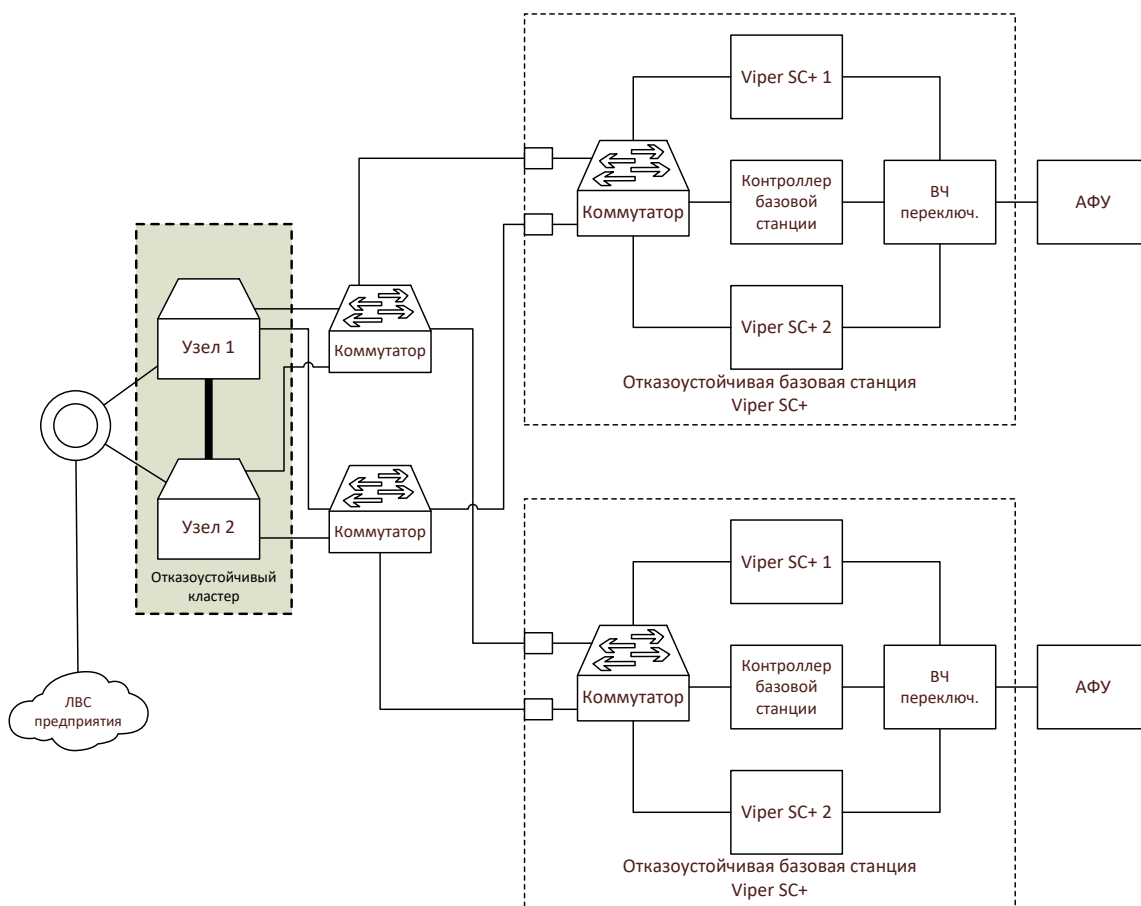 Viper SC+ 1
Контроллер
базовой
станции
Коммутатор
ВЧ
переключ.
АФУ
Viper SC+ 2
Отказоустойчивая базовая станция
Viper SC+
Узел 1
Коммутатор
Узел 2
Коммутатор
Отказоустойчивый
кластер
ЛВС
предприятия
Viper SC+ 1
Контроллер
базовой
станции
Коммутатор
ВЧ
переключ.
АФУ
Viper SC+ 2
Отказоустойчивая базовая станция
Viper SC+